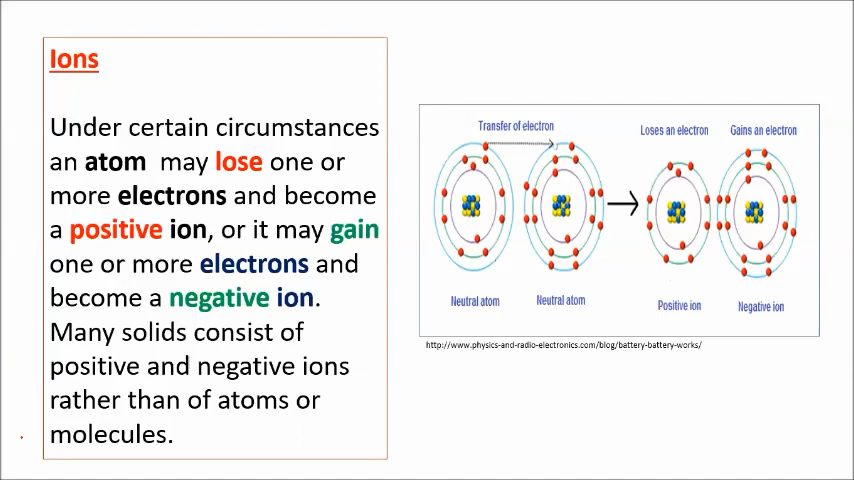 Ions
Under certain circumstances
an atom may lose one or
more electrons and become
a positive ion, or it may gain
one or more electrons and
become a negative ion.
Many solids consist of
positive and negative ions
rather than of atoms or
molecules.
Transfer of electron
Loses an electron
Gains an electron
Neutral atom
Neutral atom
Positive ion
Negative ion
http://www.physics-and-radio-electronics.com/blog/battery-battery-works/